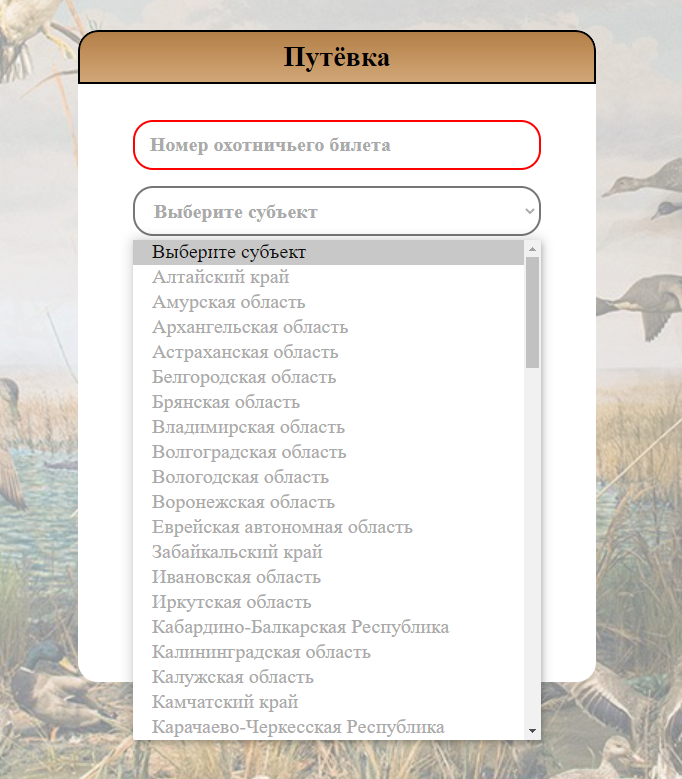 Путёвка
Номер охотничьего билета
Выберите субъект
Выберите субъект
Алтайский край
Амурская область
Архангельская область
Астраханская область
Белгородская область
Брянская область
Владимирская область
Волгоградская область
Вологодская область
Воронежская область
Еврейская автономная область
Забайкальский край
Ивановская область
Иркутская область
Кабардино-Балкарская Республика
Калининградская область
Калужская область
Камчатский край
Карачаево-Черкесская Республика